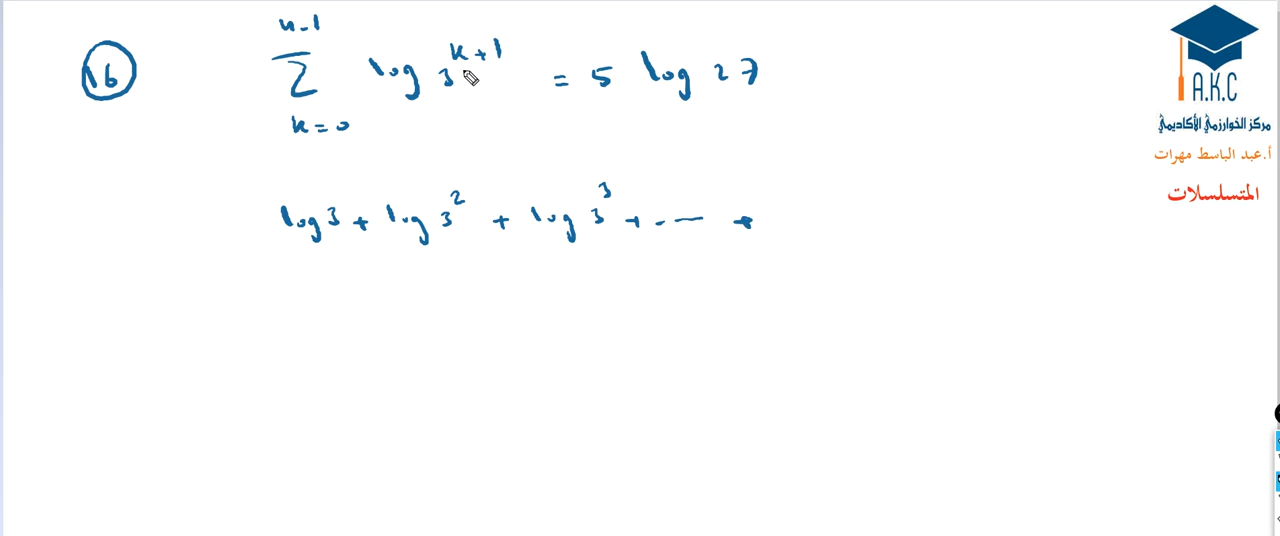 16
n-1
∑ log 3^{k+1} = 5 log 27
k=0
log 3 + log 3^2 + log 3^3 + ..... +
A.K.C
مركز الخوارزمي الأكاديمي
أ.عبد الباسط مهرات
المتسلسلات